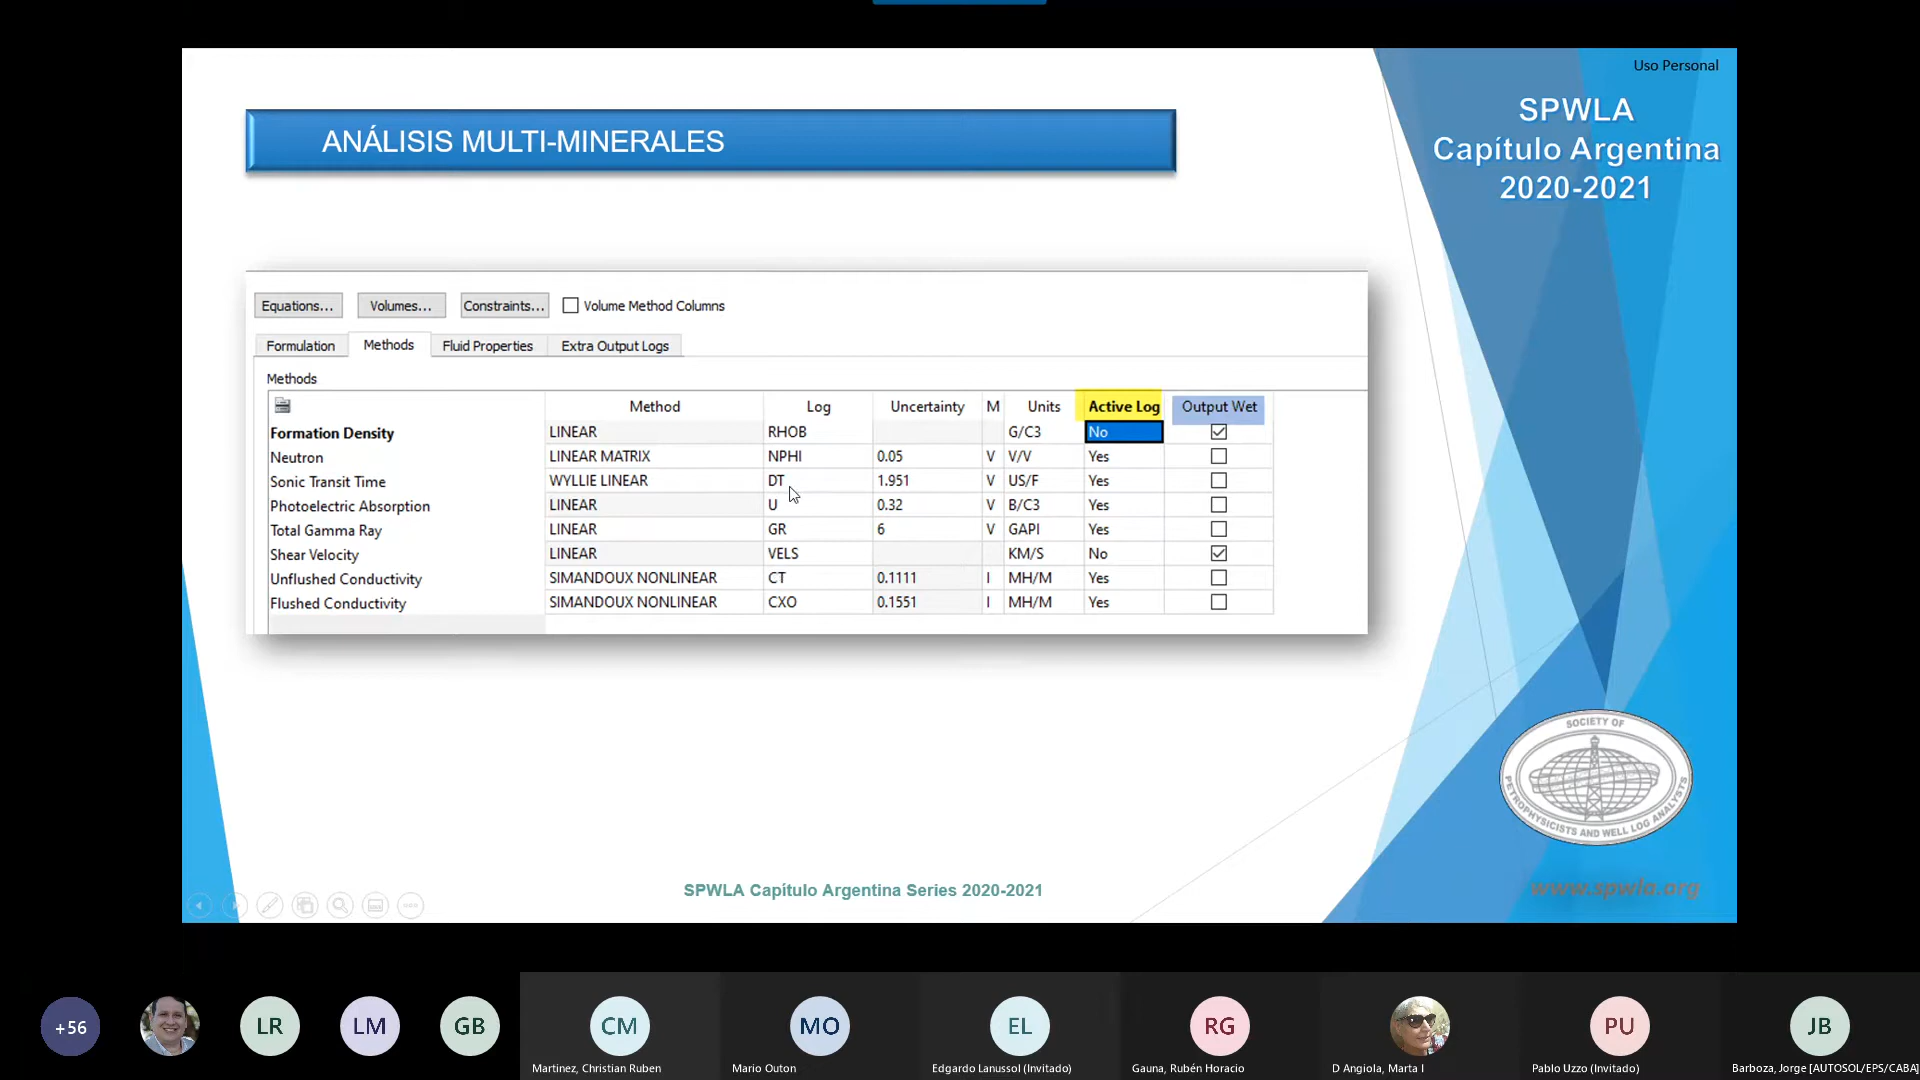 Uso Personal
SPWLA
Capítulo Argentina
2020-2021
ANÁLISIS MULTI-MINERALES
Equations... Volumes... Constraints... Volume Method Columns
Formulation Methods Fluid Properties Extra Output Logs
Methods
Method Log Uncertainty M Units Active Log Output Wet
Formation Density LINEAR RHOB G/C3 No
Neutron LINEAR MATRIX NPHI 0.05 V V/V Yes
Sonic Transit Time WYLLIE LINEAR DT 1.951 V US/F Yes
Photoelectric Absorption LINEAR U 0.32 V B/C3 Yes
Total Gamma Ray LINEAR GR 6 V GAPI Yes
Shear Velocity LINEAR VELS KM/S No
Unflushed Conductivity SIMANDOUX NONLINEAR CT 0.1111 I MH/M Yes
Flushed Conductivity SIMANDOUX NONLINEAR CXO 0.1551 I MH/M Yes
SOCIETY OF
PETROPHYSICISTS AND WELL LOG ANALYSTS
www.spwla.org
SPWLA Capítulo Argentina Series 2020-2021
+56 LR LM GB CM MO EL RG PU JB
Martinez, Christian Ruben Mario Outon Edgardo Lanussol (Invitado) Gauna, Rubén Horacio D Angiola, Marta I Pablo Uzzo (Invitado) Barboza, Jorge [AUTOSOL/EPS/CABA]